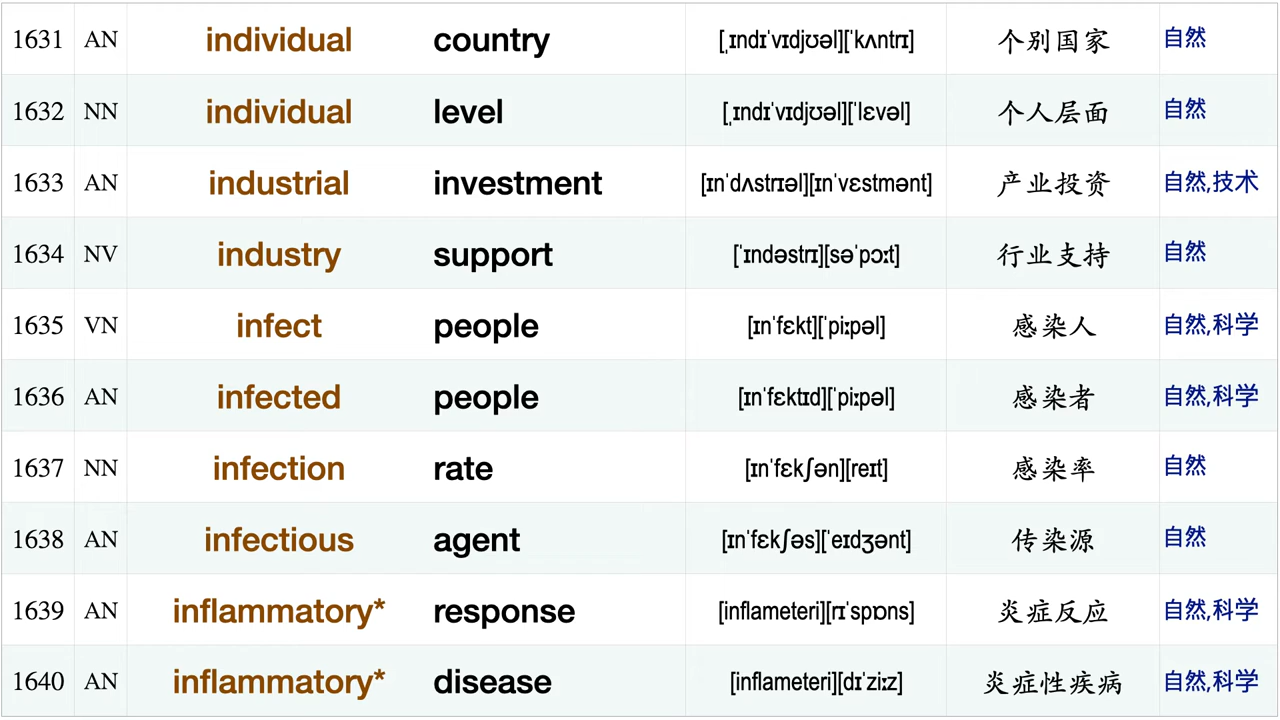 1631 AN individual country [ˌɪndɪˈvɪdjʊəl][ˈkʌntrɪ] 个别国家 自然
1632 NN individual level [ˌɪndɪˈvɪdjʊəl][ˈlɛvəl] 个人层面 自然
1633 AN industrial investment [ɪnˈdʌstrɪəl][ɪnˈvɛstmənt] 产业投资 自然,技术
1634 NV industry support [ˈɪndəstrɪ][səˈpɔːt] 行业支持 自然
1635 VN infect people [ɪnˈfɛkt][ˈpiːpəl] 感染人 自然,科学
1636 AN infected people [ɪnˈfɛktɪd][ˈpiːpəl] 感染者 自然,科学
1637 NN infection rate [ɪnˈfɛkʃən][reɪt] 感染率 自然
1638 AN infectious agent [ɪnˈfɛkʃəs][ˈeɪdʒənt] 传染源 自然
1639 AN inflammatory* response [inflameteri][rɪˈspɒns] 炎症反应 自然,科学
1640 AN inflammatory* disease [inflameteri][dɪˈziːz] 炎症性疾病 自然,科学